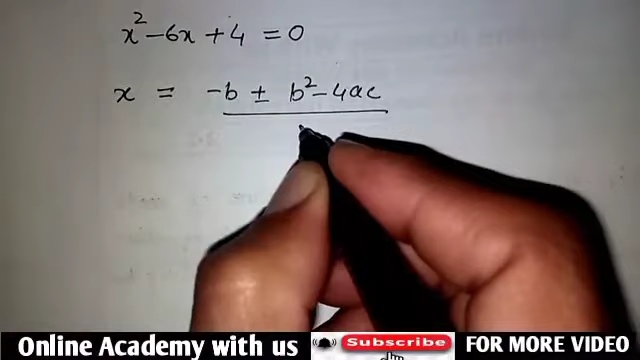 x² - 6x + 4 = 0
x = -b ± b² - 4ac
Online Academy with us
Subscribe
FOR MORE VIDEO